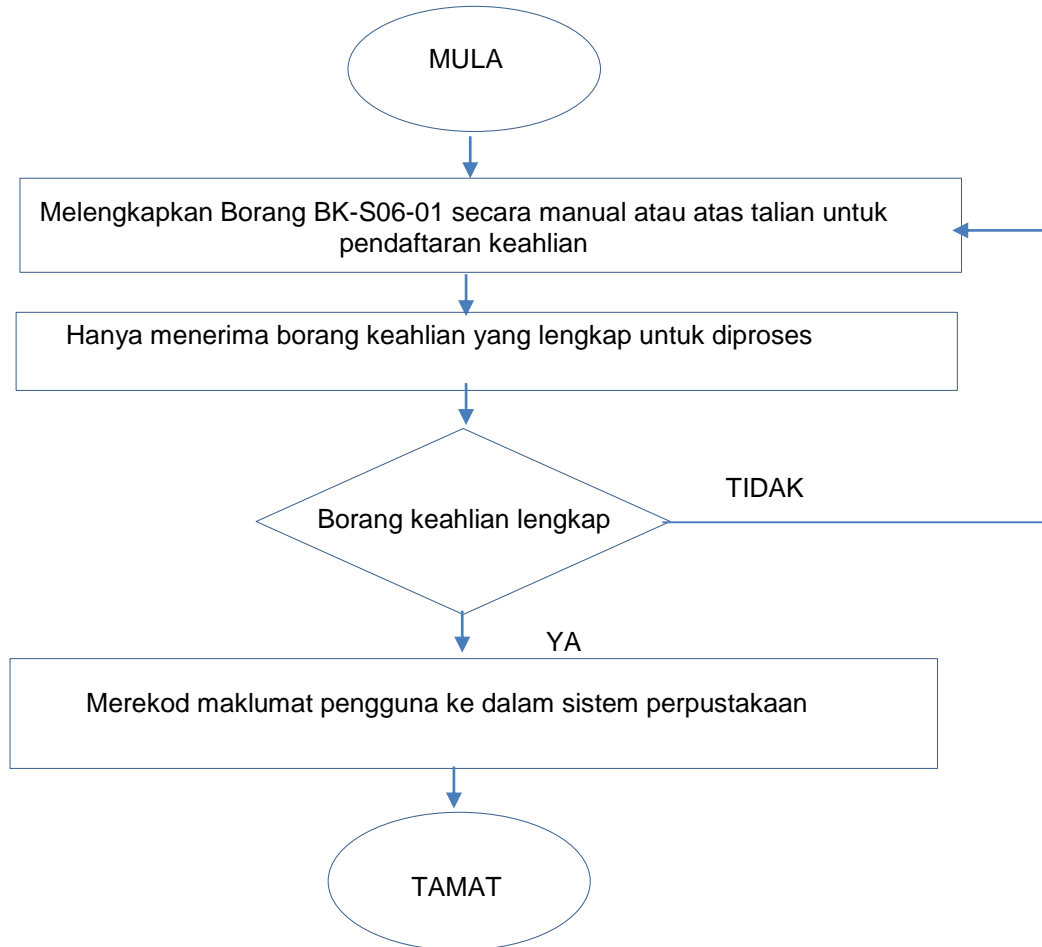 MULA
Melengkapkan Borang BK-S06-01 secara manual atau atas talian untuk
pendaftaran keahlian
Hanya menerima borang keahlian yang lengkap untuk diproses
TIDAK
Borang keahlian lengkap
YA
Merekod maklumat pengguna ke dalam sistem perpustakaan
TAMAT